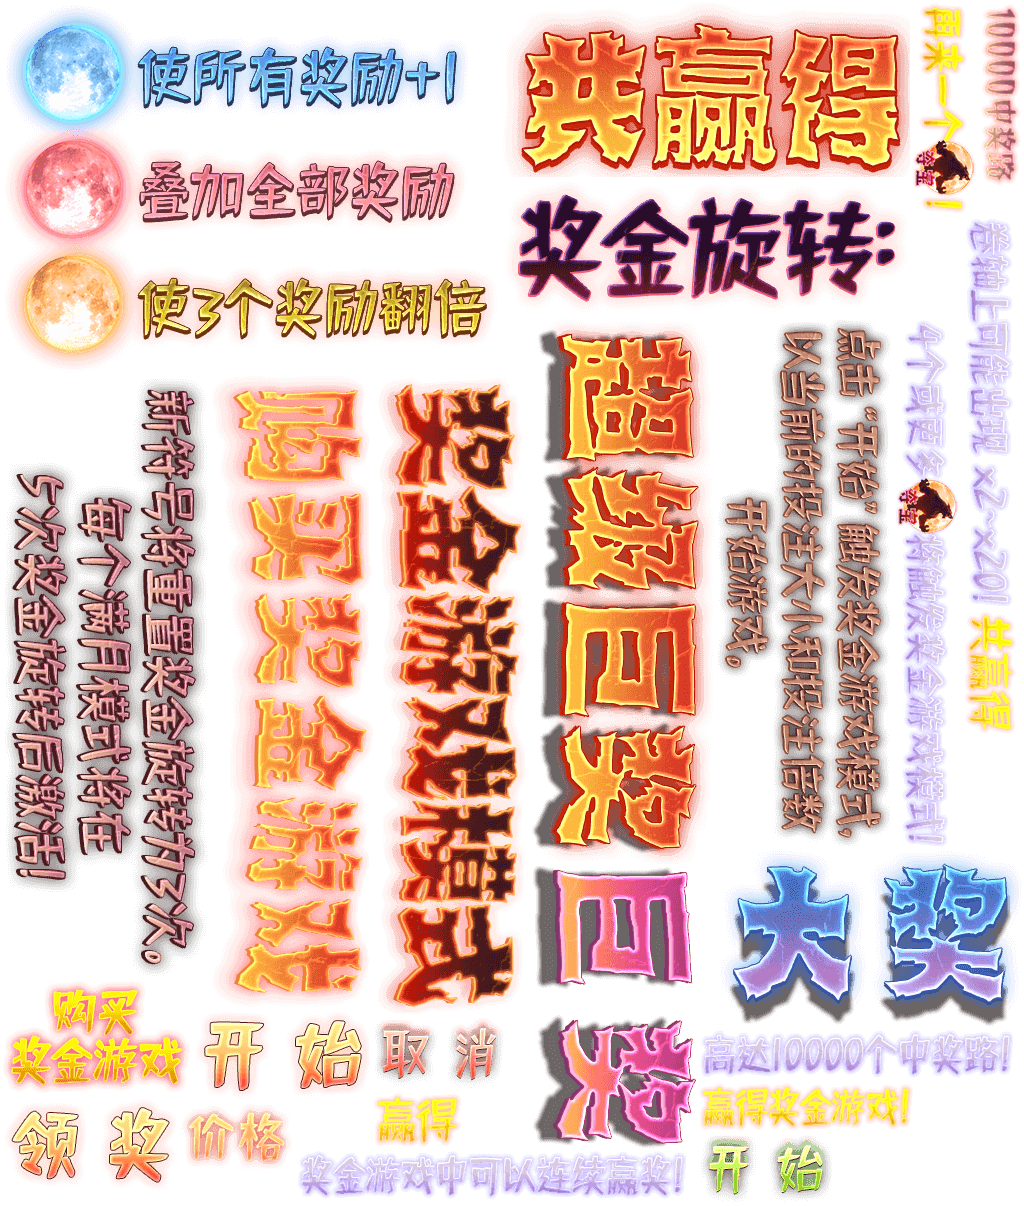 使所有奖励+1
叠加全部奖励
使3个奖励翻倍
共赢得
奖金旋转:
再来一个夺宝!
10000中奖路
卷轴上可能出现 x2~x20!
共赢得
4个或更多夺宝将触发奖金游戏模式!
点击“开始”触发奖金游戏模式,
以当前的投注大小和投注倍数
开始游戏。
超级巨奖
奖金游戏模式
购买奖金游戏
新符号将重置奖金旋转为3次。
每个满月模式将在
5次奖金旋转后激活!
巨奖
大奖
购买
奖金游戏
开始
取消
高达10000个中奖路!
赢得奖金游戏!
领奖
价格
赢得
奖金游戏中可以连续赢奖!
开始